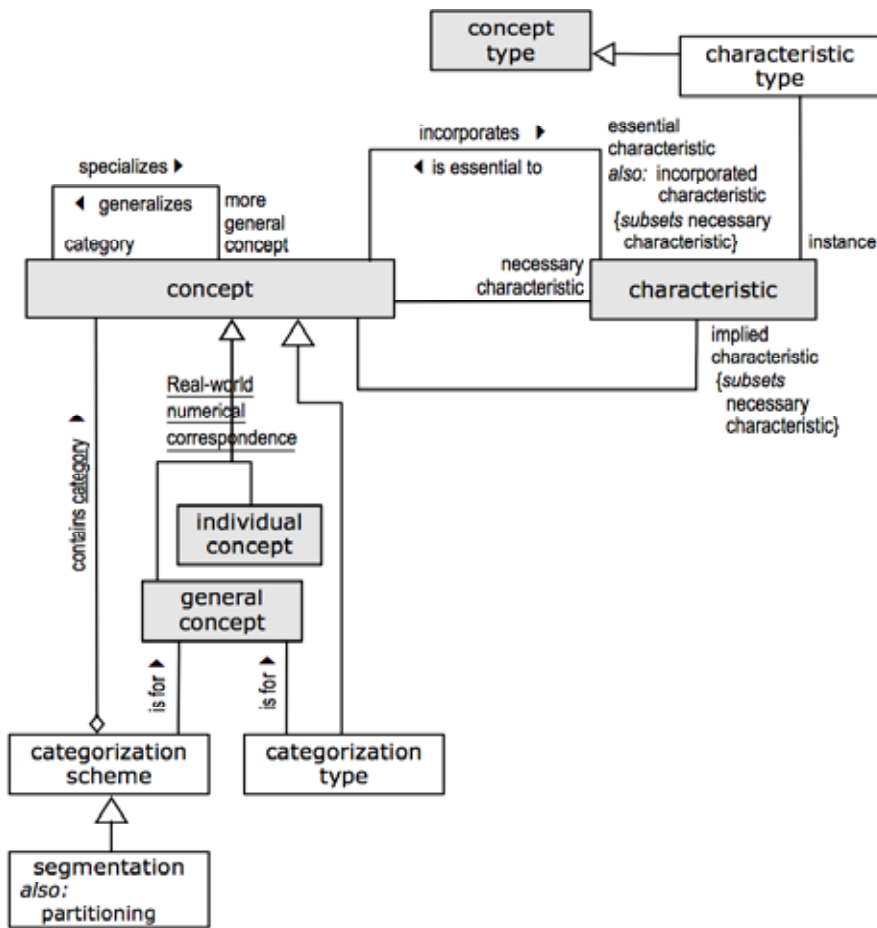 concept
type
characteristic
type
incorporates ▶
◀ is essential to
essential
characteristic
also: incorporated
characteristic
{subsets necessary
characteristic}
instance
specializes ▶
◀ generalizes
category
more
general
concept
concept
necessary
characteristic
characteristic
implied
characteristic
{subsets
necessary
characteristic}
Real-world
numerical
correspondence
contains category ▶
individual
concept
general
concept
is for ▶
is for ▶
categorization
scheme
categorization
type
segmentation
also:
partitioning